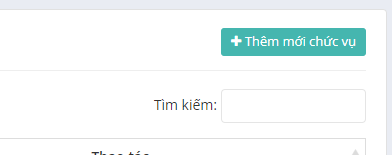 Thêm mới chức vụ
Tìm kiếm: